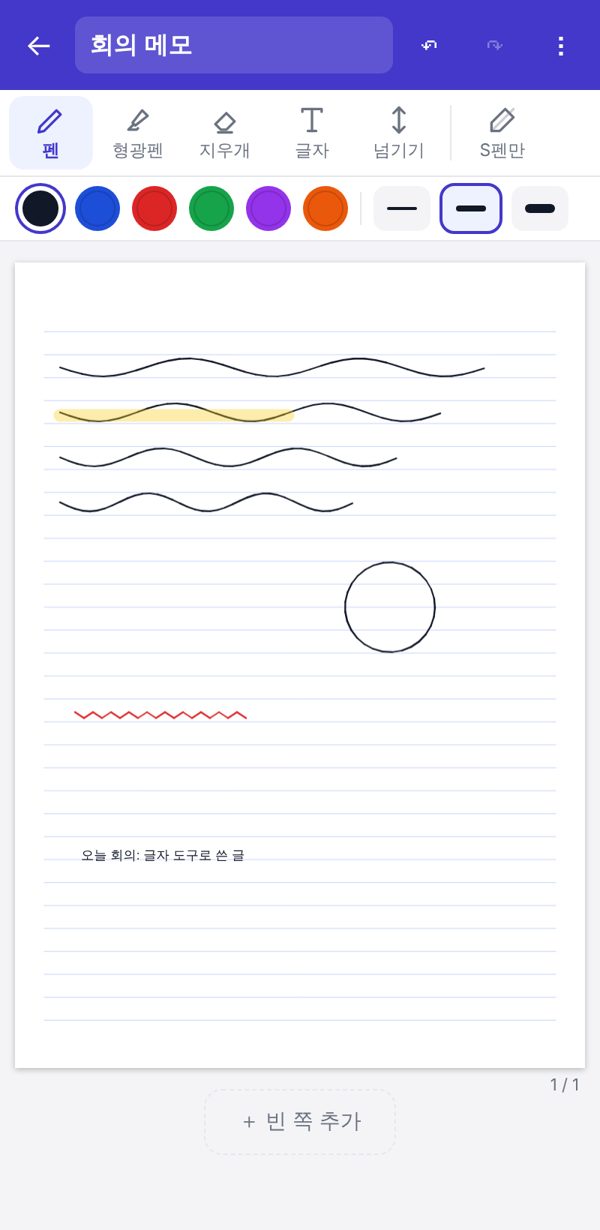 회의 메모
펜
형광펜
지우개
글자
넘기기
S펜만
오늘 회의: 글자 도구로 쓴 글
1 / 1
+ 빈 쪽 추가